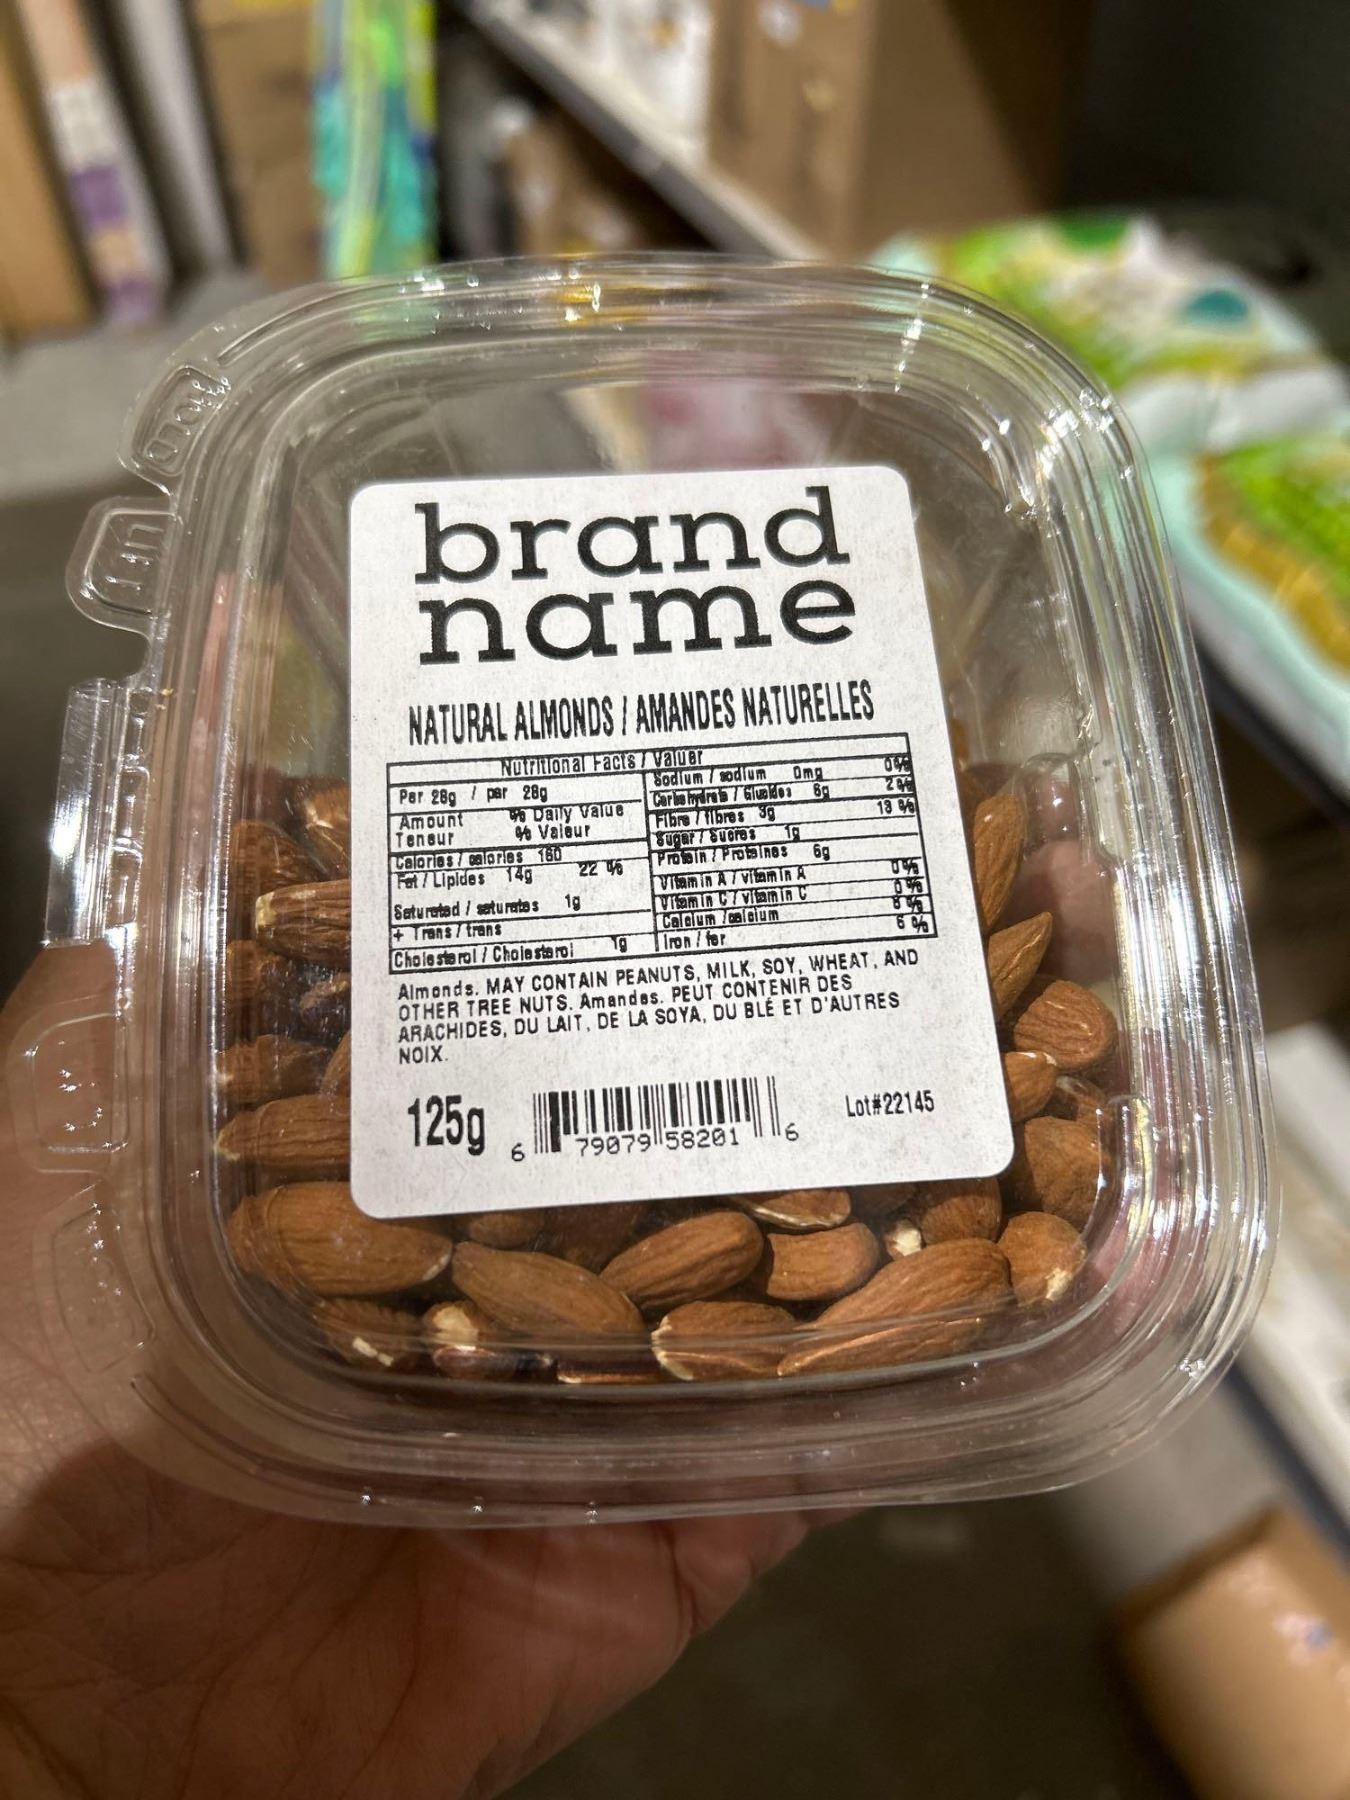 HOLD
LIFT
brand
name
NATURAL ALMONDS / AMANDES NATURELLES
Nutritional Facts / Valuer
Per 28g / par 28g
Amount % Daily Value
Teneur % Valeur
Calories / calories 160
Fat / Lipides 14g 22 %
Saturated / saturates 1g
+ Trans / trans
Cholesterol / Cholesterol 1g
Sodium / sodium 0mg 0%
Carbohydrate / Glucides 6g 2%
Fibre / fibres 3g 13 %
Sugar / Sucres 1g
Protein / Proteines 6g
Vitamin A / vitamin A 0%
Vitamin C / vitamin C 0%
Calcium / calcium 8 %
Iron / fer 6 %
Almonds. MAY CONTAIN PEANUTS, MILK, SOY, WHEAT, AND
OTHER TREE NUTS. Amandes. PEUT CONTENIR DES
ARACHIDES, DU LAIT, DE LA SOYA, DU BLÉ ET D'AUTRES
NOIX.
125g
6 79079 58201 6
Lot#22145